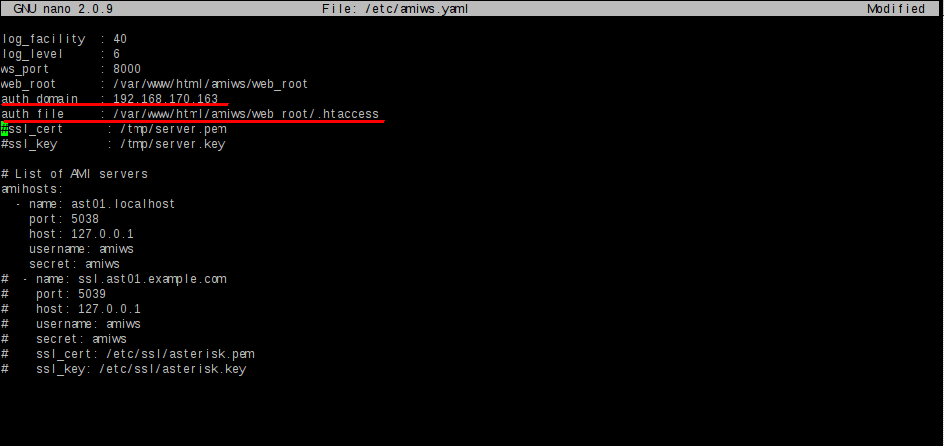 GNU nano 2.0.9 File: /etc/amiws.yaml Modified
log_facility : 40
log_level : 6
ws_port : 8000
web_root : /var/www/html/amiws/web_root
auth_domain : 192.168.170.163
auth_file : /var/www/html/amiws/web_root/.htaccess
#ssl_cert : /tmp/server.pem
#ssl_key : /tmp/server.key
# List of AMI servers
amihosts:
- name: ast01.localhost
port: 5038
host: 127.0.0.1
username: amiws
secret: amiws
# - name: ssl.ast01.example.com
# port: 5039
# host: 127.0.0.1
# username: amiws
# secret: amiws
# ssl_cert: /etc/ssl/asterisk.pem
# ssl_key: /etc/ssl/asterisk.key